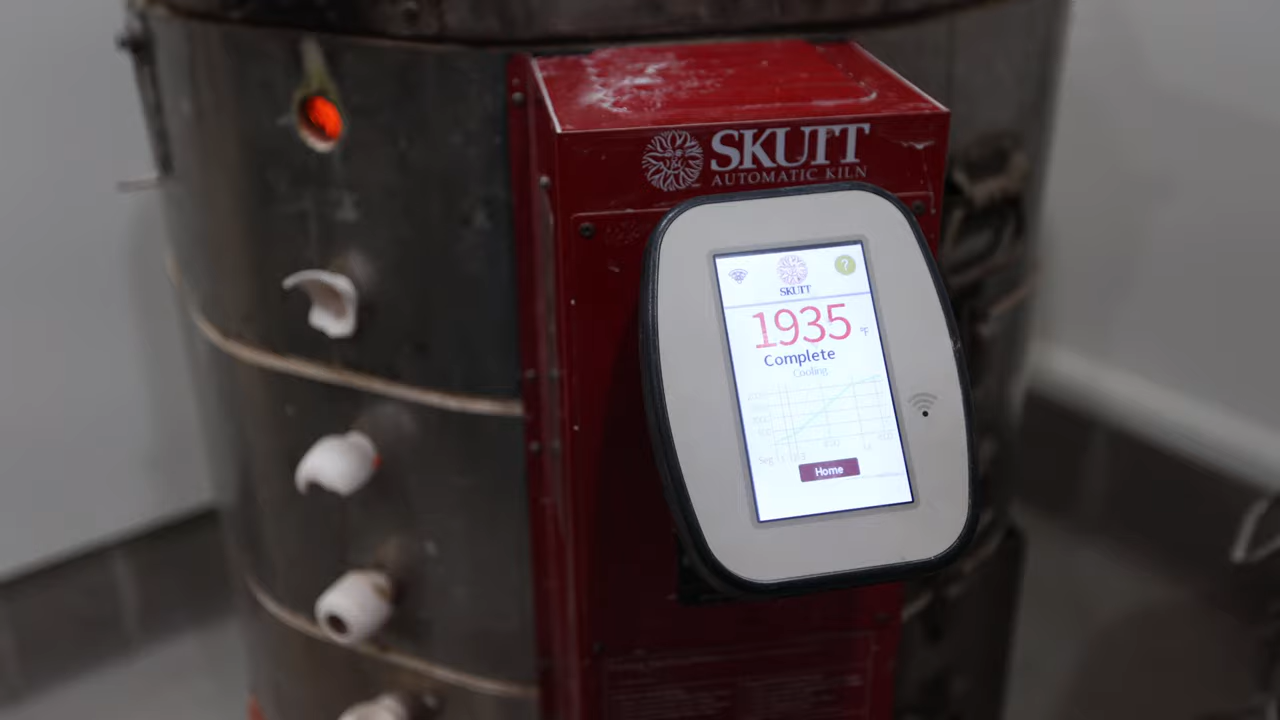 SKUTT
AUTOMATIC KILN
?
SKUTT
1935 °F
Complete
Cooling
Home